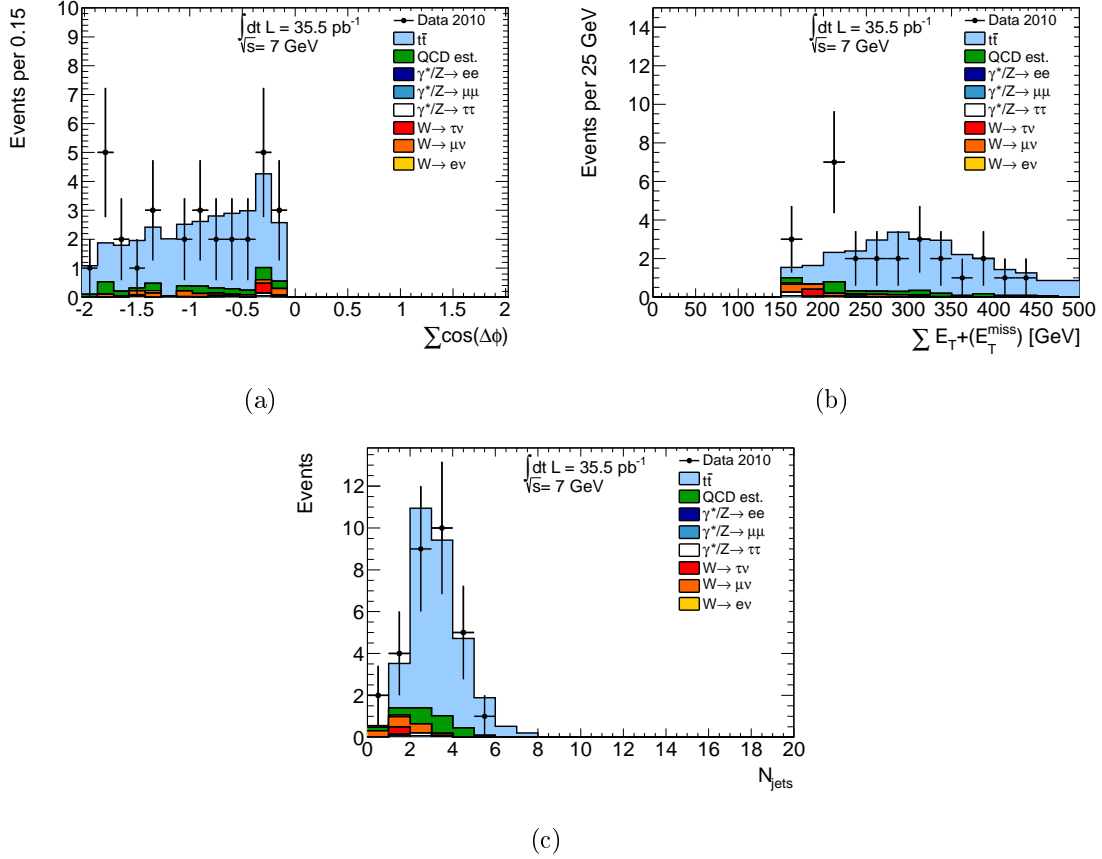 Events per 0.15
10
9
8
7
6
5
4
3
2
1
0
∫dt L = 35.5 pb⁻¹
√s= 7 GeV
Data 2010
tt̄
QCD est.
γ*/Z→ ee
γ*/Z→ μμ
γ*/Z→ ττ
W→ τν
W→ μν
W→ eν
-2 -1.5 -1 -0.5 0 0.5 1 1.5 2
∑cos(Δϕ)
(a)
Events per 25 GeV
14
12
10
8
6
4
2
0
∫dt L = 35.5 pb⁻¹
√s= 7 GeV
Data 2010
tt̄
QCD est.
γ*/Z→ ee
γ*/Z→ μμ
γ*/Z→ ττ
W→ τν
W→ μν
W→ eν
0 50 100 150 200 250 300 350 400 450 500
∑ E_T+(E_T^miss) [GeV]
(b)
Events
12
10
8
6
4
2
0
∫dt L = 35.5 pb⁻¹
√s= 7 GeV
Data 2010
tt̄
QCD est.
γ*/Z→ ee
γ*/Z→ μμ
γ*/Z→ ττ
W→ τν
W→ μν
W→ eν
0 2 4 6 8 10 12 14 16 18 20
N_jets
(c)